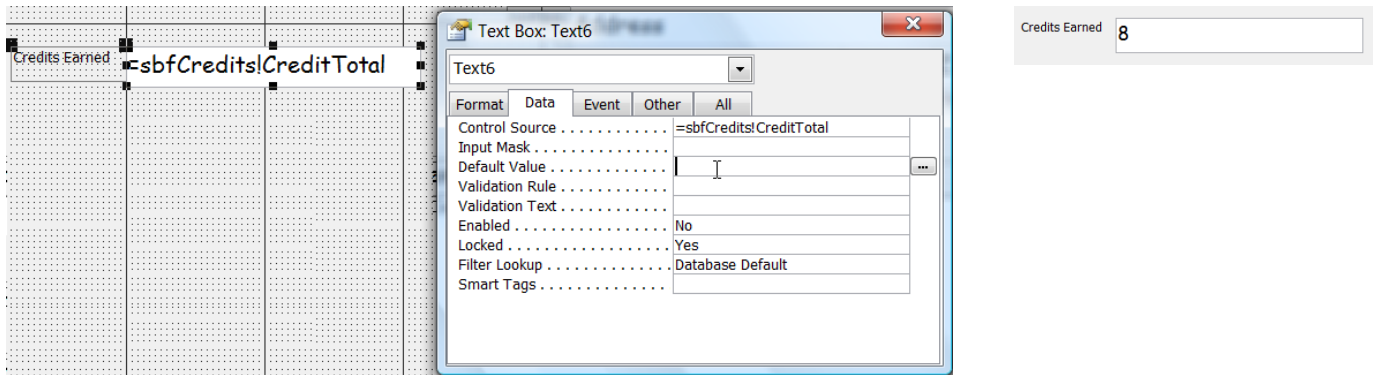 Credits Earned
=sbfCredits!CreditTotal
Text Box: Text6
Text6
Format Data Event Other All
Control Source . . . . . . . . . . . . =sbfCredits!CreditTotal
Input Mask . . . . . . . . . . . . . . .
Default Value . . . . . . . . . . . . .
Validation Rule . . . . . . . . . . . .
Validation Text . . . . . . . . . . . .
Enabled . . . . . . . . . . . . . . . . . No
Locked . . . . . . . . . . . . . . . . . . Yes
Filter Lookup . . . . . . . . . . . . . . Database Default
Smart Tags . . . . . . . . . . . . . .
Credits Earned
8